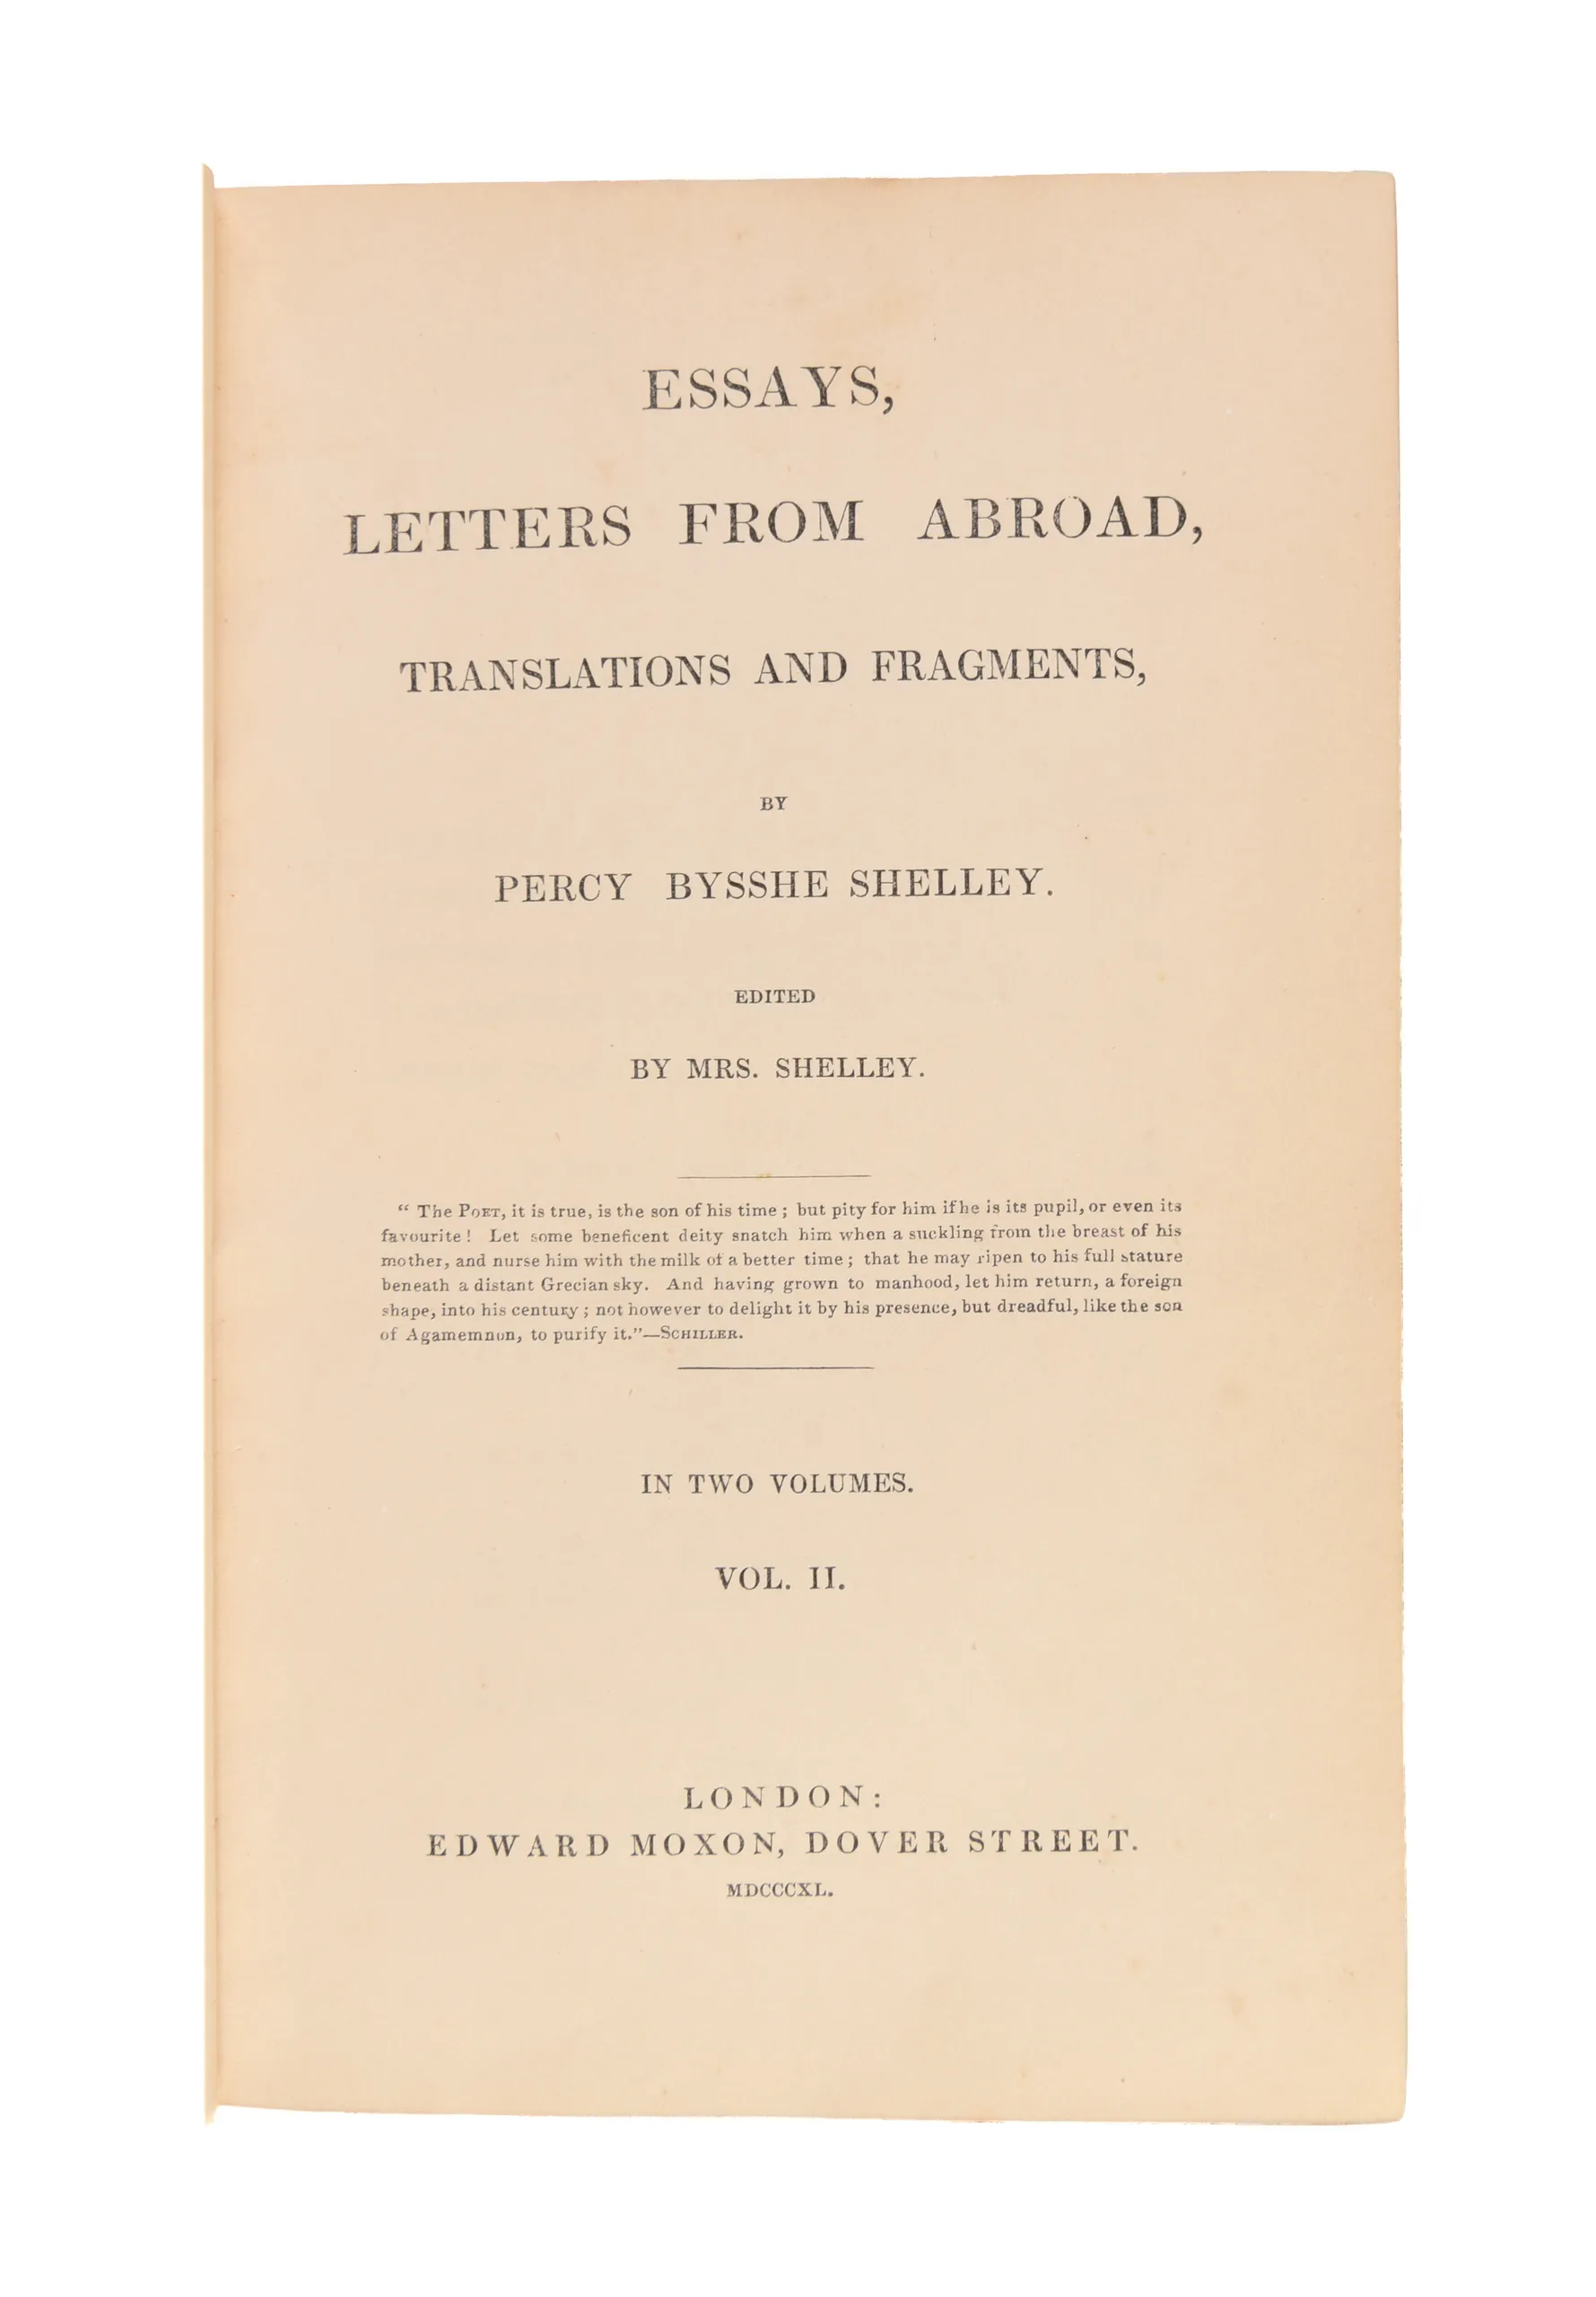 ESSAYS,
LETTERS FROM ABROAD,
TRANSLATIONS AND FRAGMENTS,
BY
PERCY BYSSHE SHELLEY.
EDITED
BY MRS. SHELLEY.
“ The POET, it is true, is the son of his time ; but pity for him if he is its pupil, or even its
favourite ! Let some beneficent deity snatch him when a suckling from the breast of his
mother, and nurse him with the milk of a better time ; that he may ripen to his full stature
beneath a distant Grecian sky. And having grown to manhood, let him return, a foreign
shape, into his century ; not however to delight it by his presence, but dreadful, like the son
of Agamemnon, to purify it.”—SCHILLER.
IN TWO VOLUMES.
VOL. II.
LONDON:
EDWARD MOXON, DOVER STREET.
MDCCCXL.